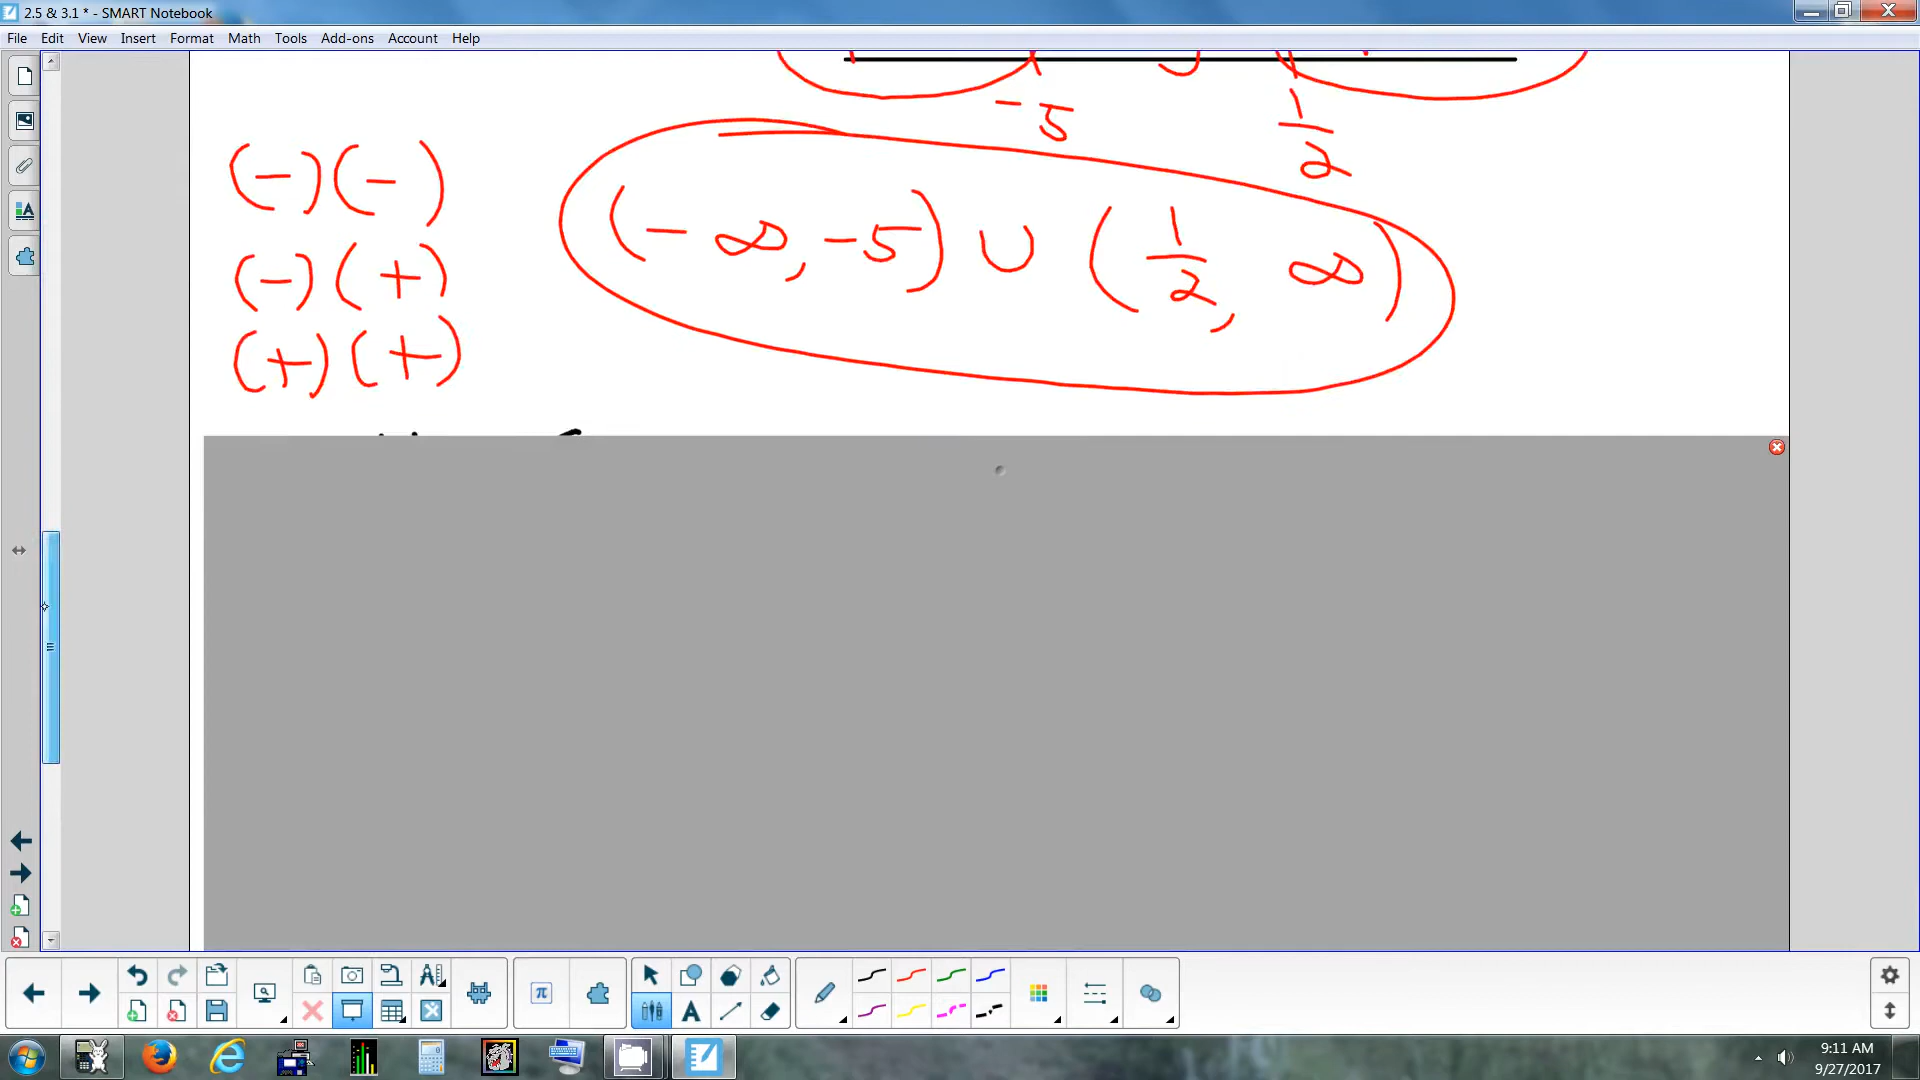 2.5 & 3.1 * - SMART Notebook
File Edit View Insert Format Math Tools Add-ons Account Help
-5
1/2
(-)(-)
(-∞, -5) ∪ (1/2, ∞)
(-)(+)
(+)(+)
π
A
9:11 AM
9/27/2017